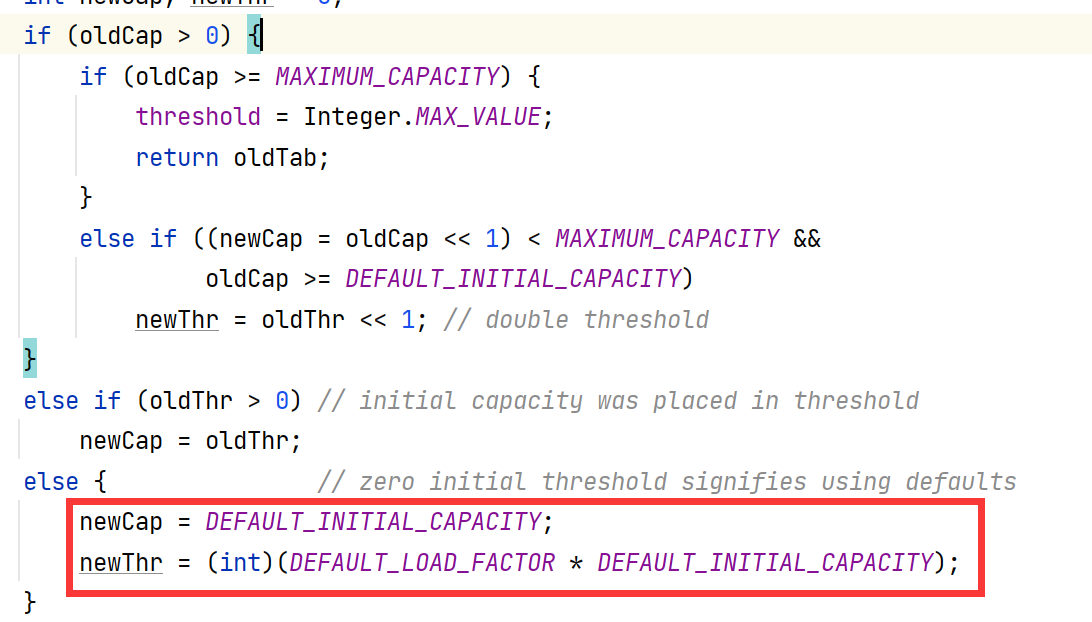 int newCap, newThr = 0;
if (oldCap > 0) {
if (oldCap >= MAXIMUM_CAPACITY) {
threshold = Integer.MAX_VALUE;
return oldTab;
}
else if ((newCap = oldCap << 1) < MAXIMUM_CAPACITY &&
oldCap >= DEFAULT_INITIAL_CAPACITY)
newThr = oldThr << 1; // double threshold
}
else if (oldThr > 0) // initial capacity was placed in threshold
newCap = oldThr;
else { // zero initial threshold signifies using defaults
newCap = DEFAULT_INITIAL_CAPACITY;
newThr = (int)(DEFAULT_LOAD_FACTOR * DEFAULT_INITIAL_CAPACITY);
}